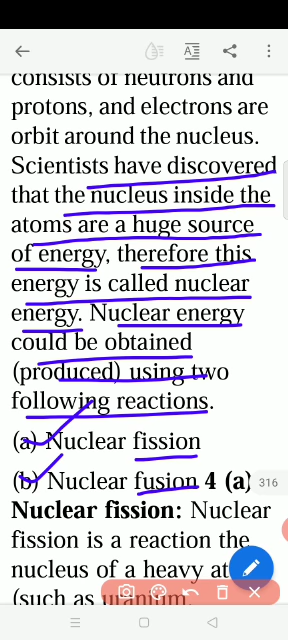 consists of neutrons and
protons, and electrons are
orbit around the nucleus.
Scientists have discovered
that the nucleus inside the
atoms are a huge source
of energy, therefore this
energy is called nuclear
energy. Nuclear energy
could be obtained
(produced) using two
following reactions.
(a) Nuclear fission
(b) Nuclear fusion 4 (a)
316
Nuclear fission: Nuclear
fission is a reaction the
nucleus of a heavy at
(such as uranium,